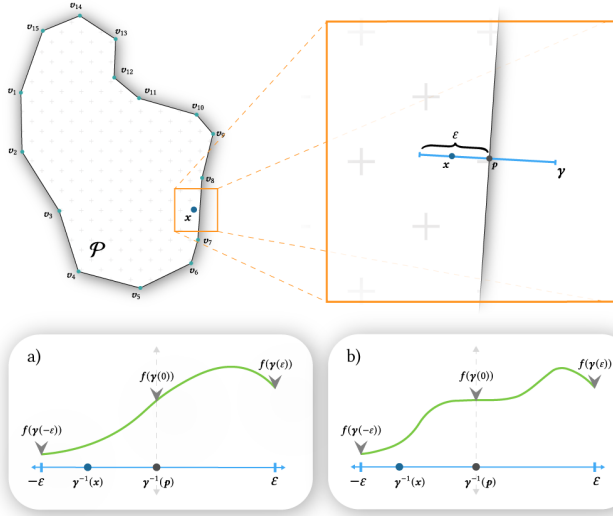 v14
v15
v13
v12
v1
v11
v10
v9
v2
v8
x
v3
v7
𝒫
v4
v6
v5
ε
x
p
γ
a)
f(γ(0))
f(γ(ε))
f(γ(−ε))
−ε
γ⁻¹(x)
γ⁻¹(p)
ε
b)
f(γ(0))
f(γ(ε))
f(γ(−ε))
−ε
γ⁻¹(x)
γ⁻¹(p)
ε